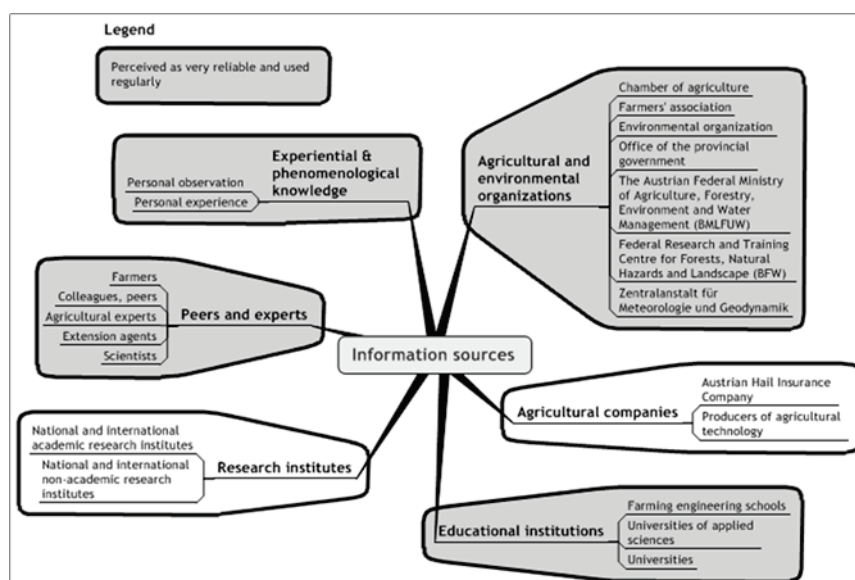 Legend
Perceived as very reliable and used
regularly
Experiential &
phenomenological
knowledge
Personal observation
Personal experience
Agricultural and
environmental
organizations
Chamber of agriculture
Farmers' association
Environmental organization
Office of the provincial
government
The Austrian Federal Ministry
of Agriculture, Forestry,
Environment and Water
Management (BMLFUW)
Federal Research and Training
Centre for Forests, Natural
Hazards and Landscape (BFW)
Zentralanstalt für
Meteorologie und Geodynamik
Peers and experts
Farmers
Colleagues, peers
Agricultural experts
Extension agents
Scientists
Information sources
Agricultural companies
Austrian Hail Insurance
Company
Producers of agricultural
technology
Research institutes
National and international
academic research institutes
National and international
non-academic research
institutes
Educational institutions
Farming engineering schools
Universities of applied
sciences
Universities